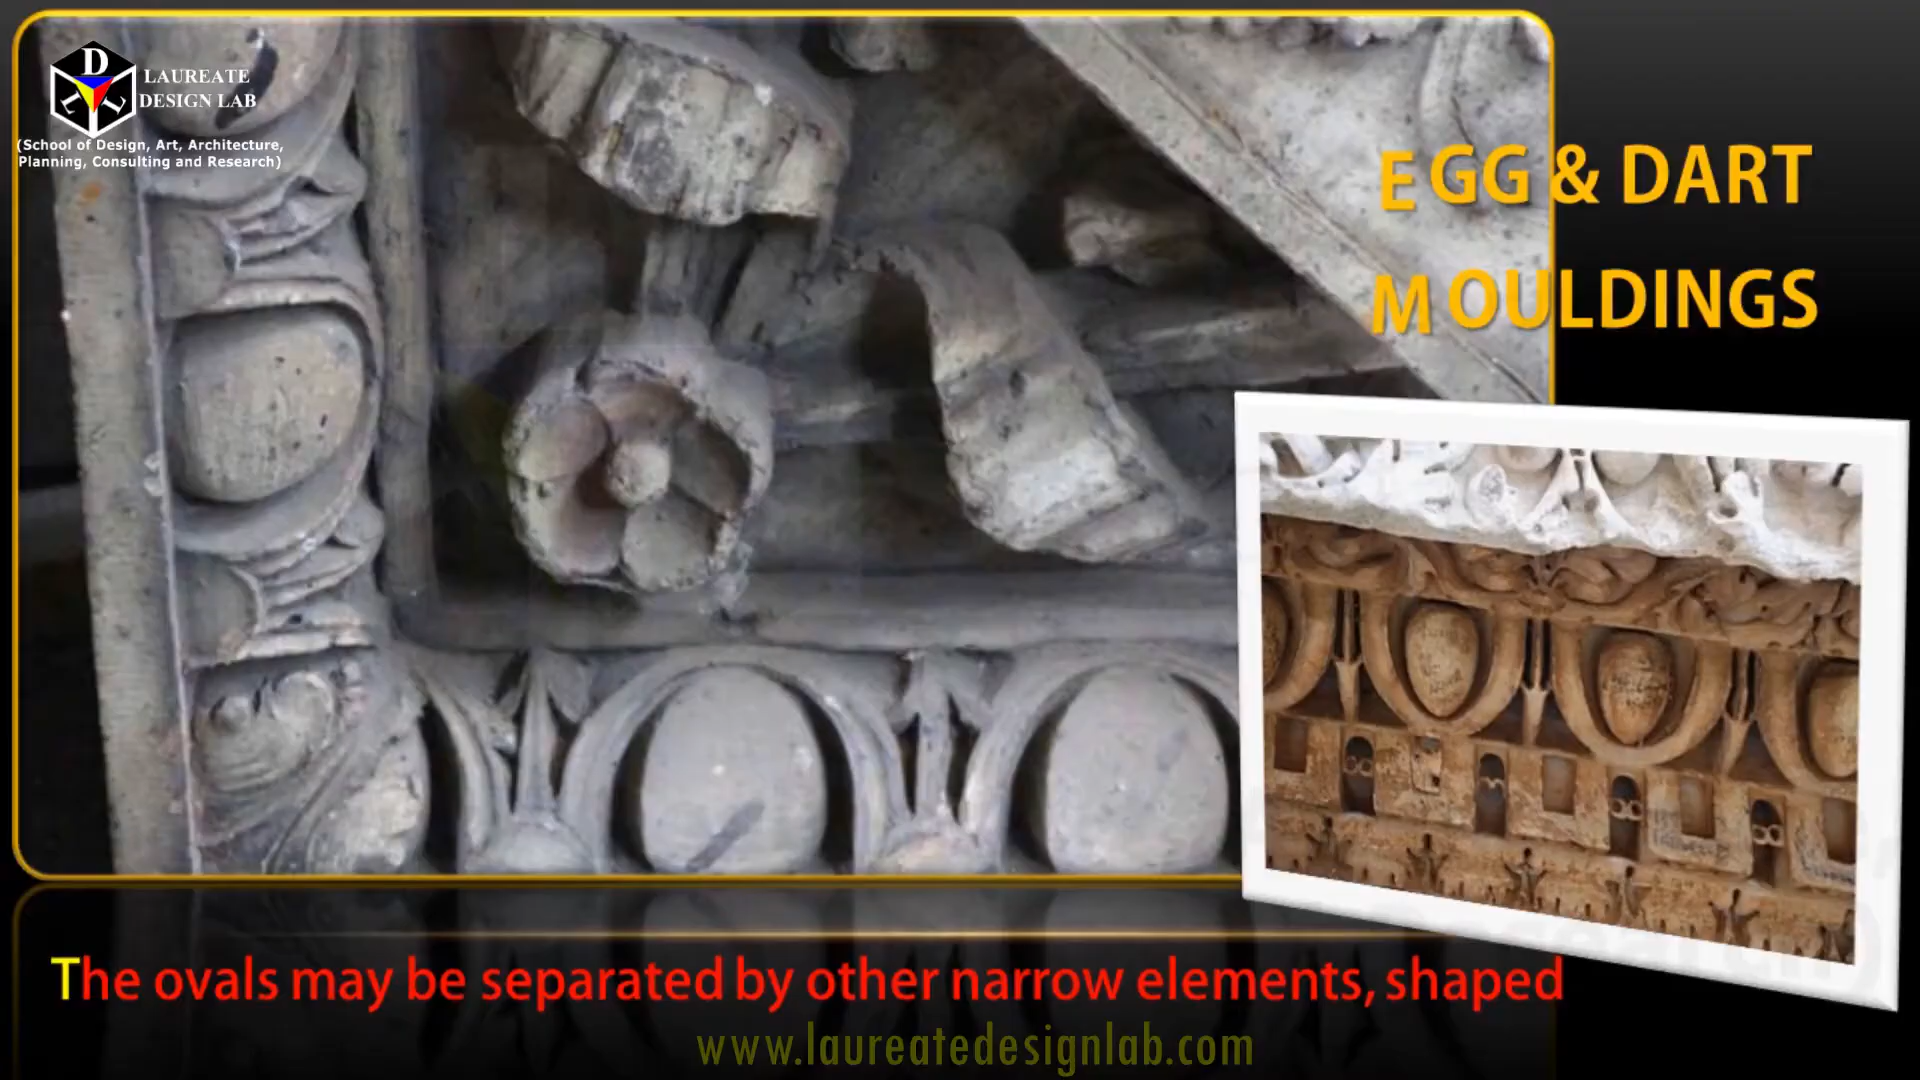 D
LAUREATE
DESIGN LAB
(School of Design, Art, Architecture,
Planning, Consulting and Research)
EGG & DART
MOULDINGS
The ovals may be separated by other narrow elements, shaped
www.laureatedesignlab.com